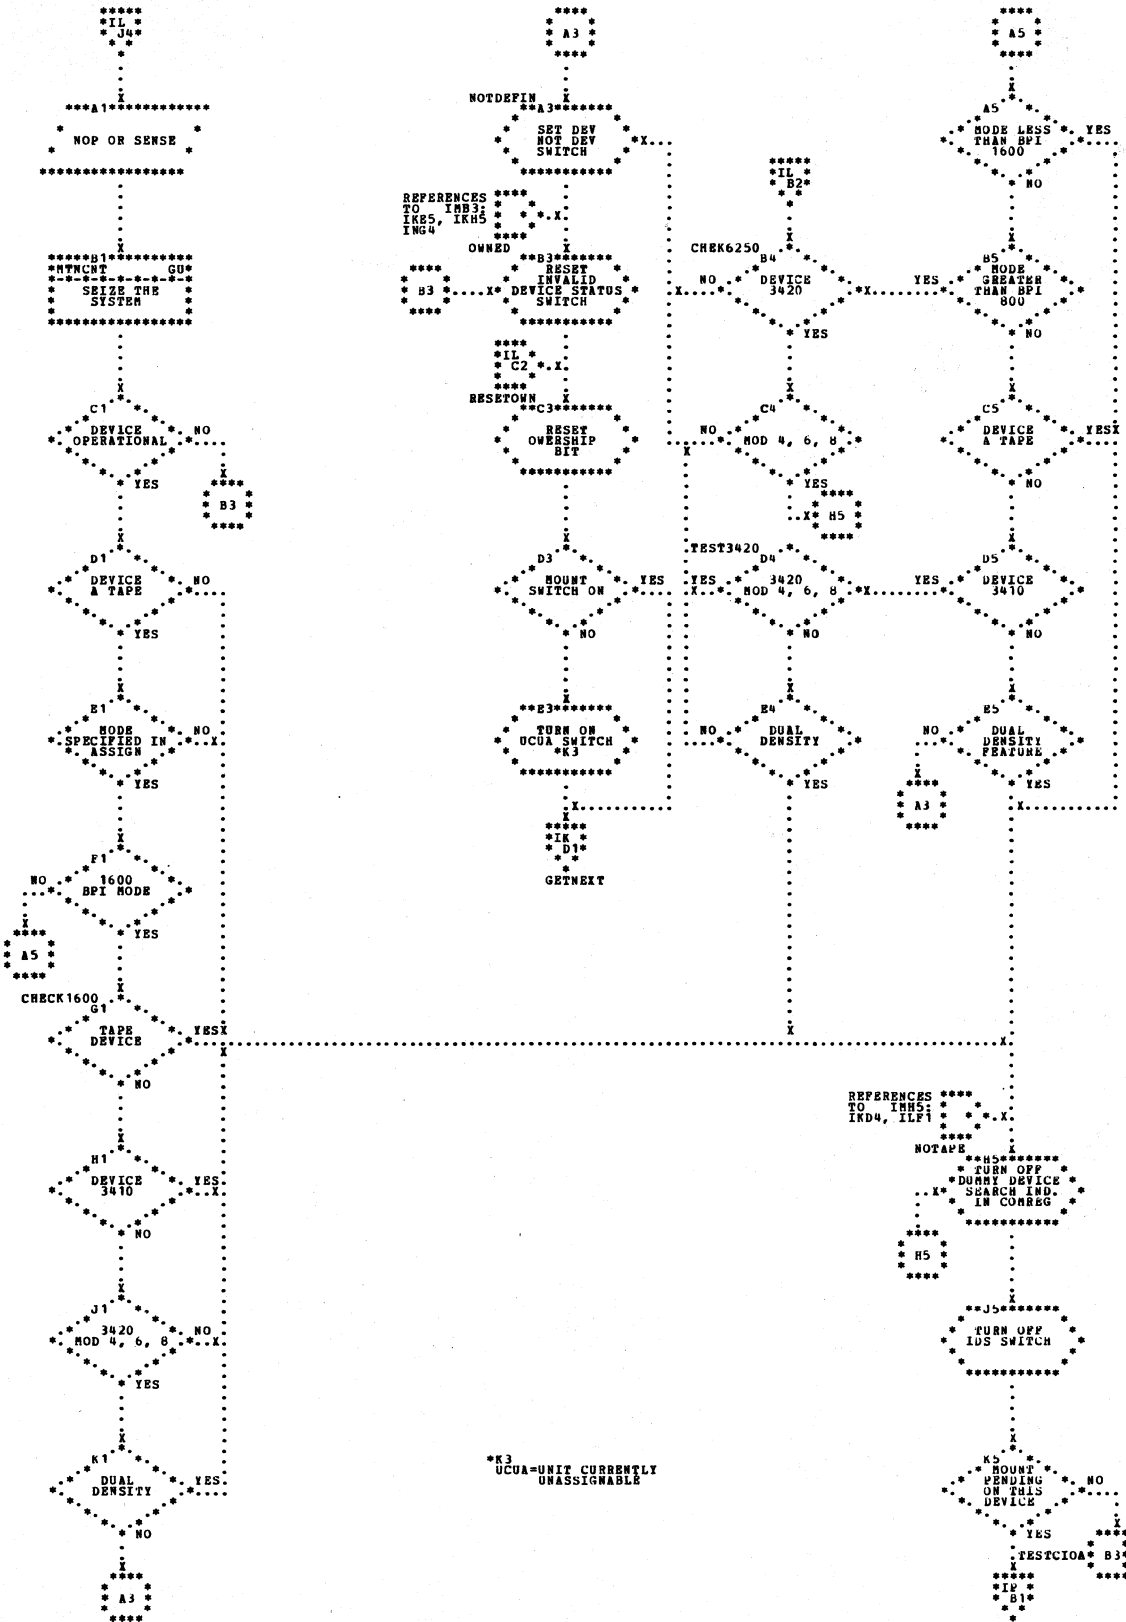 IL
J4
A1
NOP OR SENSE
B1
MTMCNT GU
SEIZE THE
SYSTEM
C1
DEVICE
OPERATIONAL
NO
YES
B3
D1
DEVICE
A TAPE
NO
YES
E1
MODE
SPECIFIED IN
ASSIGN
NO
YES
F1
1600
BPI MODE
NO
YES
A5
CHECK1600
G1
TAPE
DEVICE
YES
NO
H1
DEVICE
3410
YES
NO
J1
3420
MOD 4, 6, 8
NO
YES
K1
DUAL
DENSITY
YES
NO
A3
A3
NOTDEFIN
A3
SET DEV
NOT DEV
SWITCH
REFERENCES
TO IMB3:
IKE5, IKH5
ING4
OWNED
B3
B3
RESET
INVALID
DEVICE STATUS
SWITCH
IL
C2
RESETOWN
C3
RESET
OWERSHIP
BIT
D3
MOUNT
SWITCH ON
YES
NO
E3
TURN ON
UCUA SWITCH
*K3
IK
D1
GETNEXT
*K3
UCUA=UNIT CURRENTLY
UNASSIGNABLE
IL
B2
CHEK6250
B4
DEVICE
3420
NO
YES
C4
MOD 4, 6, 8
NO
YES
H5
TEST3420
D4
3420
MOD 4, 6, 8
YES
NO
E4
DUAL
DENSITY
NO
YES
A5
A5
MODE LESS
THAN BPI
1600
YES
NO
B5
MODE
GREATER
THAN BPI
800
YES
NO
C5
DEVICE
A TAPE
YES
NO
D5
DEVICE
3410
YES
NO
E5
DUAL
DENSITY
FEATURE
NO
YES
A3
REFERENCES
TO IMH5:
IKD4, ILF1
NOTAPE
H5
TURN OFF
DUMMY DEVICE
SEARCH IND.
IN COMREG
H5
J5
TURN OFF
IDS SWITCH
K5
MOUNT
PENDING
ON THIS
DEVICE
NO
YES
TESTCIOA
B3
IP
B1